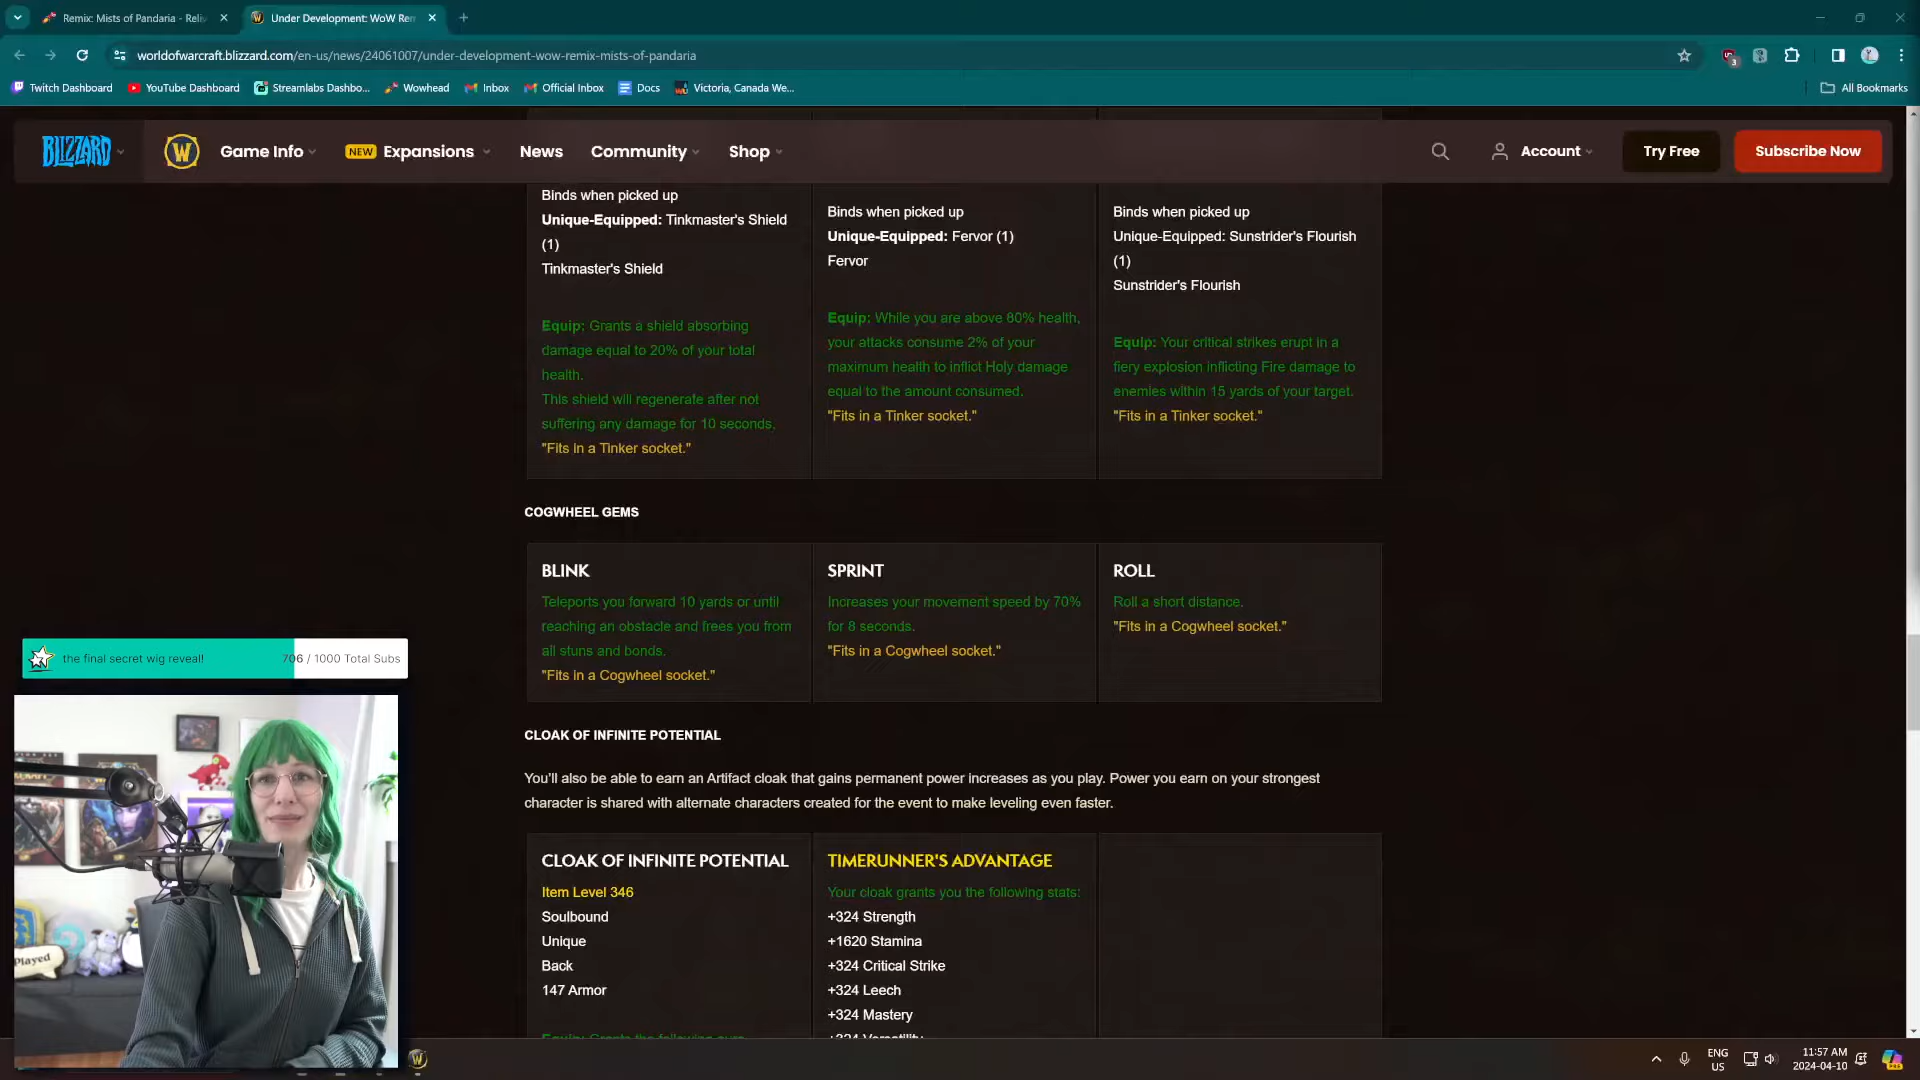 Remix: Mists of Pandaria - Reli
Under Development: WoW Rem
worldofwarcraft.blizzard.com/en-us/news/24061007/under-development-wow-remix-mists-of-pandaria
3
Twitch Dashboard
YouTube Dashboard
Streamlabs Dashbo...
Wowhead
Inbox
Official Inbox
Docs
Victoria, Canada We...
All Bookmarks
BLIZZARD
W
Game Info
NEW
Expansions
News
Community
Shop
Account
Try Free
Subscribe Now
Binds when picked up
Unique-Equipped: Tinkmaster's Shield
(1)
Tinkmaster's Shield
Equip: Grants a shield absorbing
damage equal to 20% of your total
health.
This shield will regenerate after not
suffering any damage for 10 seconds.
"Fits in a Tinker socket."
Binds when picked up
Unique-Equipped: Fervor (1)
Fervor
Equip: While you are above 80% health,
your attacks consume 2% of your
maximum health to inflict Holy damage
equal to the amount consumed.
"Fits in a Tinker socket."
Binds when picked up
Unique-Equipped: Sunstrider's Flourish
(1)
Sunstrider's Flourish
Equip: Your critical strikes erupt in a
fiery explosion inflicting Fire damage to
enemies within 15 yards of your target.
"Fits in a Tinker socket."
COGWHEEL GEMS
BLINK
Teleports you forward 10 yards or until
reaching an obstacle and frees you from
all stuns and bonds.
"Fits in a Cogwheel socket."
SPRINT
Increases your movement speed by 70%
for 8 seconds.
"Fits in a Cogwheel socket."
ROLL
Roll a short distance.
"Fits in a Cogwheel socket."
CLOAK OF INFINITE POTENTIAL
You'll also be able to earn an Artifact cloak that gains permanent power increases as you play. Power you earn on your strongest
character is shared with alternate characters created for the event to make leveling even faster.
CLOAK OF INFINITE POTENTIAL
Item Level 346
Soulbound
Unique
Back
147 Armor
Equip: Grants the following aura
TIMERUNNER'S ADVANTAGE
Your cloak grants you the following stats:
+324 Strength
+1620 Stamina
+324 Critical Strike
+324 Leech
+324 Mastery
+324 Versatility
the final secret wig reveal!
706 / 1000 Total Subs
Played
ENG
US
11:57 AM
2024-04-10